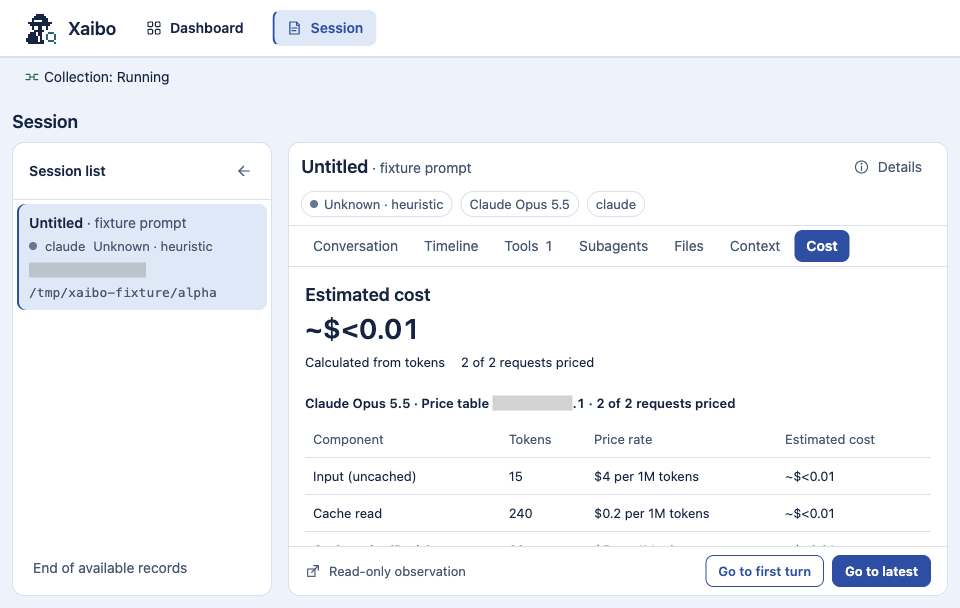 Xaibo Dashboard Session
Collection: Running
Session
Session list
Untitled · fixture prompt
claude Unknown · heuristic
/tmp/xaibo-fixture/alpha
End of available records
Untitled · fixture prompt Details
Unknown · heuristic Claude Opus 5.5 claude
Conversation Timeline Tools 1 Subagents Files Context Cost
Estimated cost
~$<0.01
Calculated from tokens 2 of 2 requests priced
Claude Opus 5.5 · Price table .1 · 2 of 2 requests priced
Component Tokens Price rate Estimated cost
Input (uncached) 15 $4 per 1M tokens ~$<0.01
Cache read 240 $0.2 per 1M tokens ~$<0.01
Read-only observation Go to first turn Go to latest